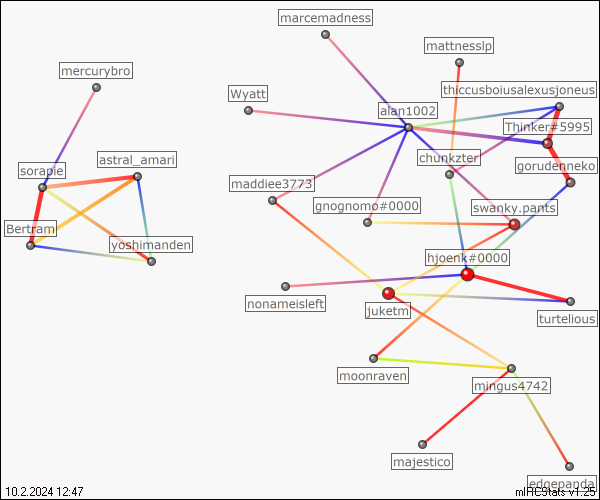 marcemadness
mattnesslp
mercurybro
thiccusboiusalexusjoneus
Wyatt
alan1002
Thinker#5995
astral_amari
chunkzter
gorudenneko
sorapie
maddiee3773
gnognomo#0000
swanky.pants
Bertram
yoshimanden
hjoenk#0000
nonameisleft
juketm
turtelious
moonraven
mingus4742
majestico
edgepanda
10.2.2024 12:47
mIRCStats v1.25